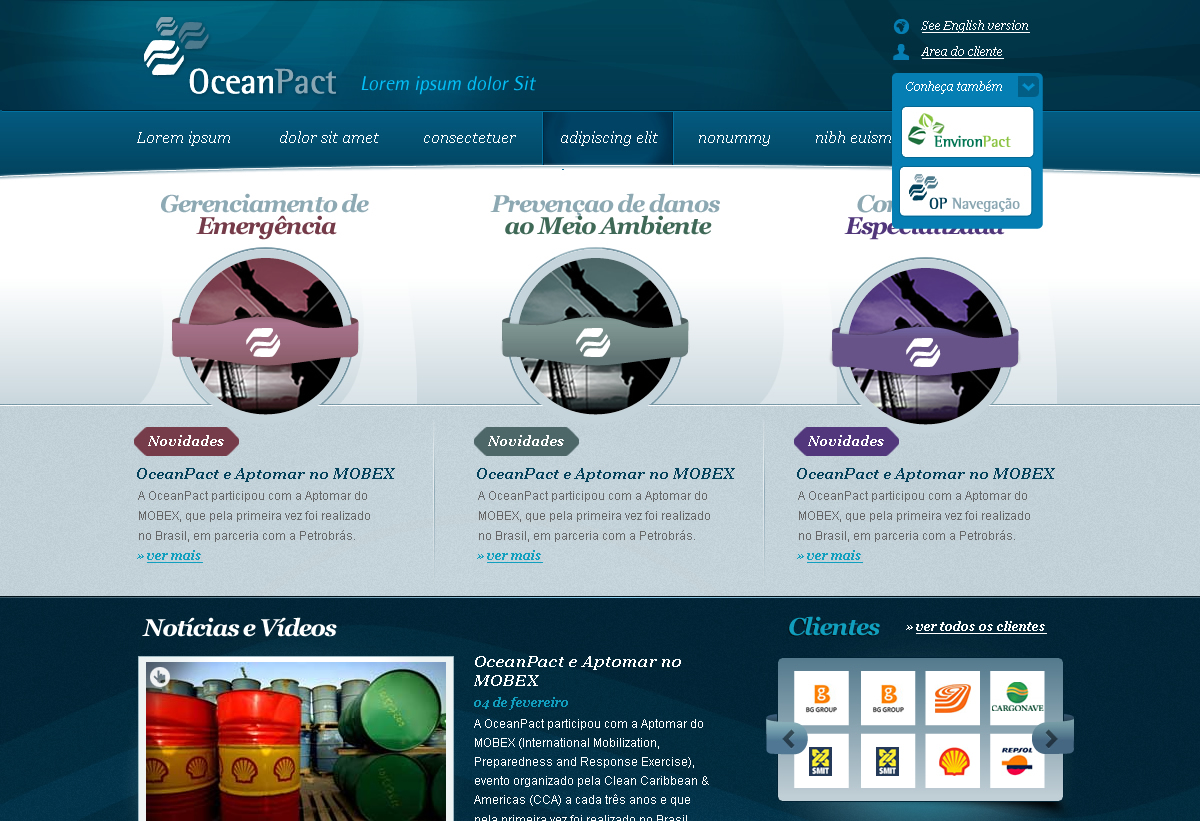 See English version
Area do cliente
OceanPact
Lorem ipsum dolor Sit
Conheça também
EnvironPact
OP Navegação
Lorem ipsum
dolor sit amet
consectetuer
adipiscing elit
nonummy
nibh euism
Gerenciamento de
Emergência
Prevençao de danos
ao Meio Ambiente
Novidades
OceanPact e Aptomar no MOBEX
A OceanPact participou com a Aptomar do
MOBEX, que pela primeira vez foi realizado
no Brasil, em parceria com a Petrobrás.
» ver mais
Novidades
OceanPact e Aptomar no MOBEX
A OceanPact participou com a Aptomar do
MOBEX, que pela primeira vez foi realizado
no Brasil, em parceria com a Petrobrás.
» ver mais
Novidades
OceanPact e Aptomar no MOBEX
A OceanPact participou com a Aptomar do
MOBEX, que pela primeira vez foi realizado
no Brasil, em parceria com a Petrobrás.
» ver mais
Notícias e Vídeos
OceanPact e Aptomar no
MOBEX
04 de fevereiro
A OceanPact participou com a Aptomar do
MOBEX (International Mobilization,
Preparedness and Response Exercise),
evento organizado pela Clean Caribbean &
Americas (CCA) a cada três anos e que
pela primeira vez foi realizado no Brasil
Clientes
» ver todos os clientes
BG GROUP
BG GROUP
CARGONAVE
SMIT
SMIT
REPSOL